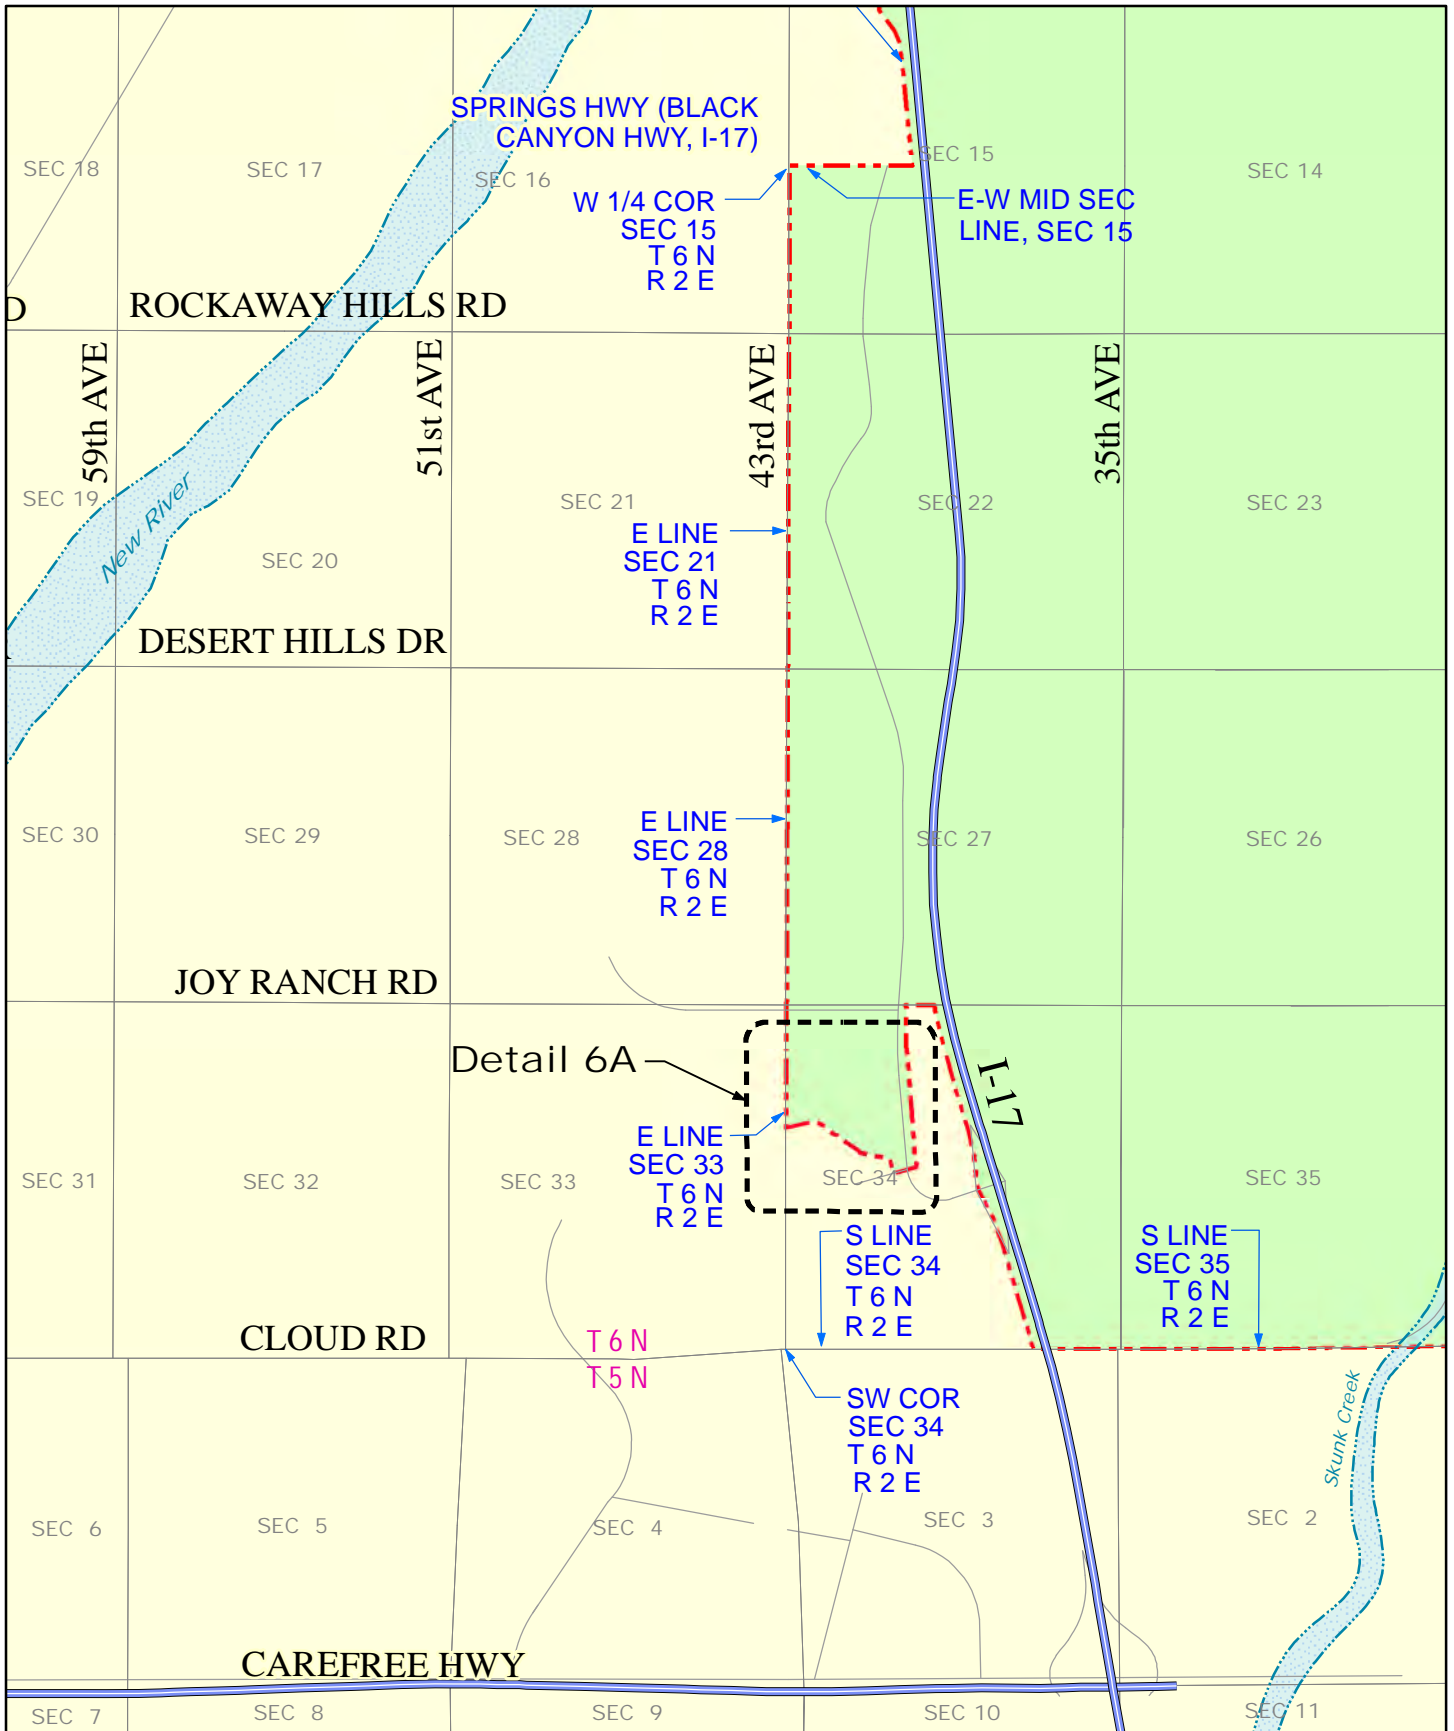 SPRINGS HWY (BLACK
CANYON HWY, I-17)
SEC 18
SEC 17
SEC 16
SEC 15
SEC 14
W 1/4 COR
SEC 15
T 6 N
R 2 E
E-W MID SEC
LINE, SEC 15
D
ROCKAWAY HILLS RD
59th AVE
51st AVE
43rd AVE
35th AVE
SEC 19
New River
SEC 20
SEC 21
SEC 22
SEC 23
E LINE
SEC 21
T 6 N
R 2 E
DESERT HILLS DR
SEC 30
SEC 29
SEC 28
SEC 27
SEC 26
E LINE
SEC 28
T 6 N
R 2 E
JOY RANCH RD
Detail 6A
I-17
E LINE
SEC 33
T 6 N
R 2 E
SEC 31
SEC 32
SEC 33
SEC 34
SEC 35
S LINE
SEC 34
T 6 N
R 2 E
S LINE
SEC 35
T 6 N
R 2 E
CLOUD RD
T 6 N
T 5 N
SW COR
SEC 34
T 6 N
R 2 E
Skunk Creek
SEC 6
SEC 5
SEC 4
SEC 3
SEC 2
CAREFREE HWY
SEC 7
SEC 8
SEC 9
SEC 10
SEC 11